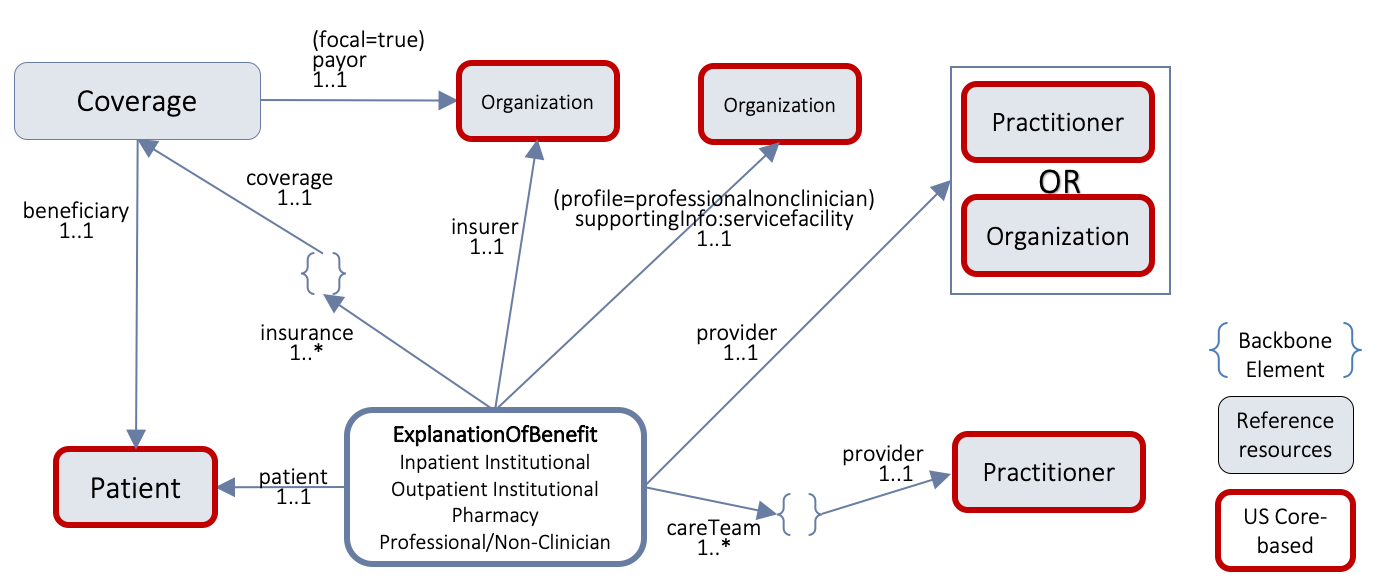 (focal=true)
payor
1..1
Coverage
Organization
Organization
Practitioner
OR
Organization
coverage
1..1
beneficiary
1..1
insurer
1..1
(profile=professionalnonclinician)
supportingInfo:servicefacility
1..1
{ }
insurance
1..*
provider
1..1
{ Backbone
Element }
Reference
resources
US Core-
based
ExplanationOfBenefit
Inpatient Institutional
Outpatient Institutional
Pharmacy
Professional/Non-Clinician
Patient
patient
1..1
provider
1..1
Practitioner
{ }
careTeam
1..*